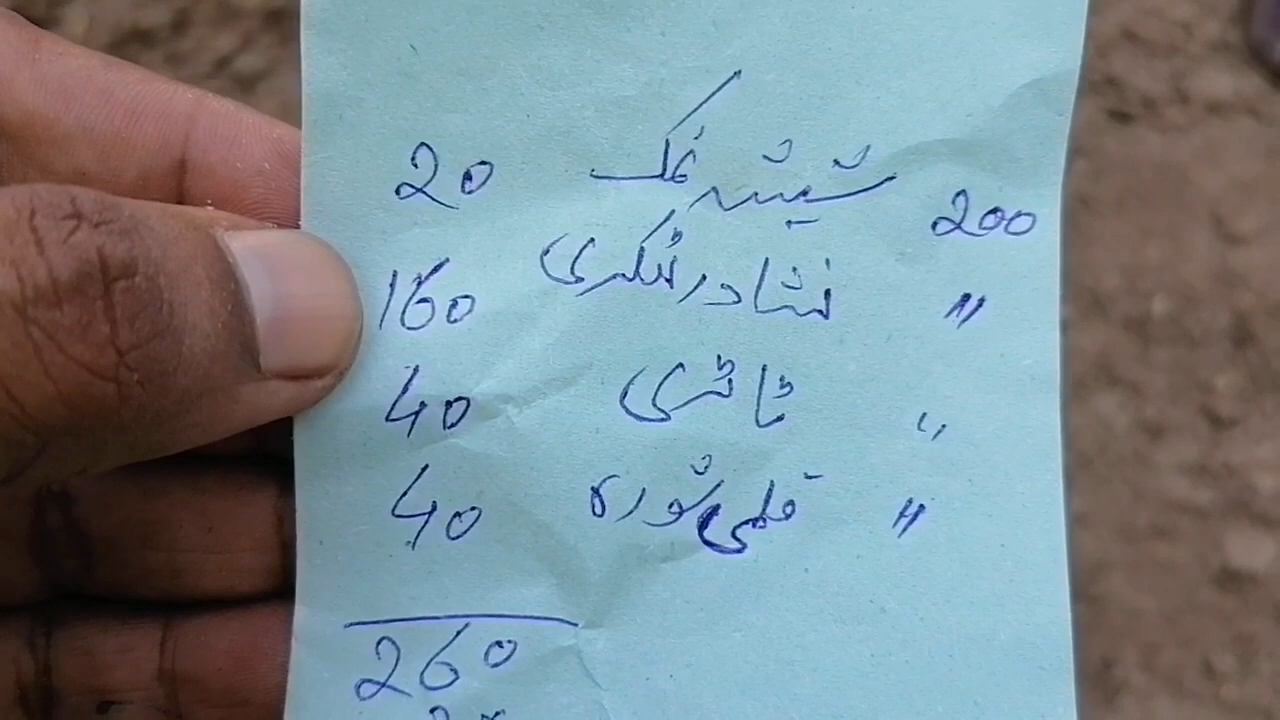 200 شیشہ نمک 20
〃 نشادر ٹکری 160
〃 ٹاٹری 40
〃 قلمی شورہ 40
260